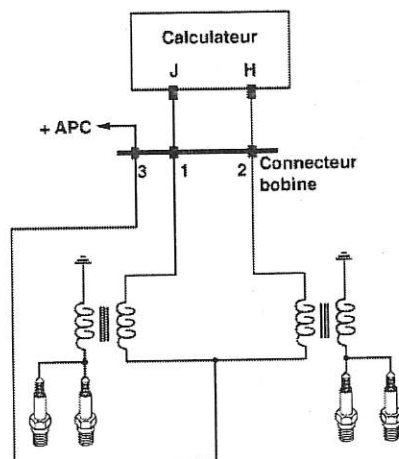 Calculateur
J H
+ APC
3 1 2
Connecteur
bobine